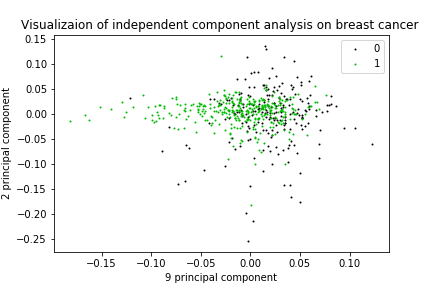 Visualizaion of independent component analysis on breast cancer
0
1
0.15
0.10
0.05
0.00
−0.05
−0.10
−0.15
−0.20
−0.25
2 principal component
−0.15 −0.10 −0.05 0.00 0.05 0.10
9 principal component